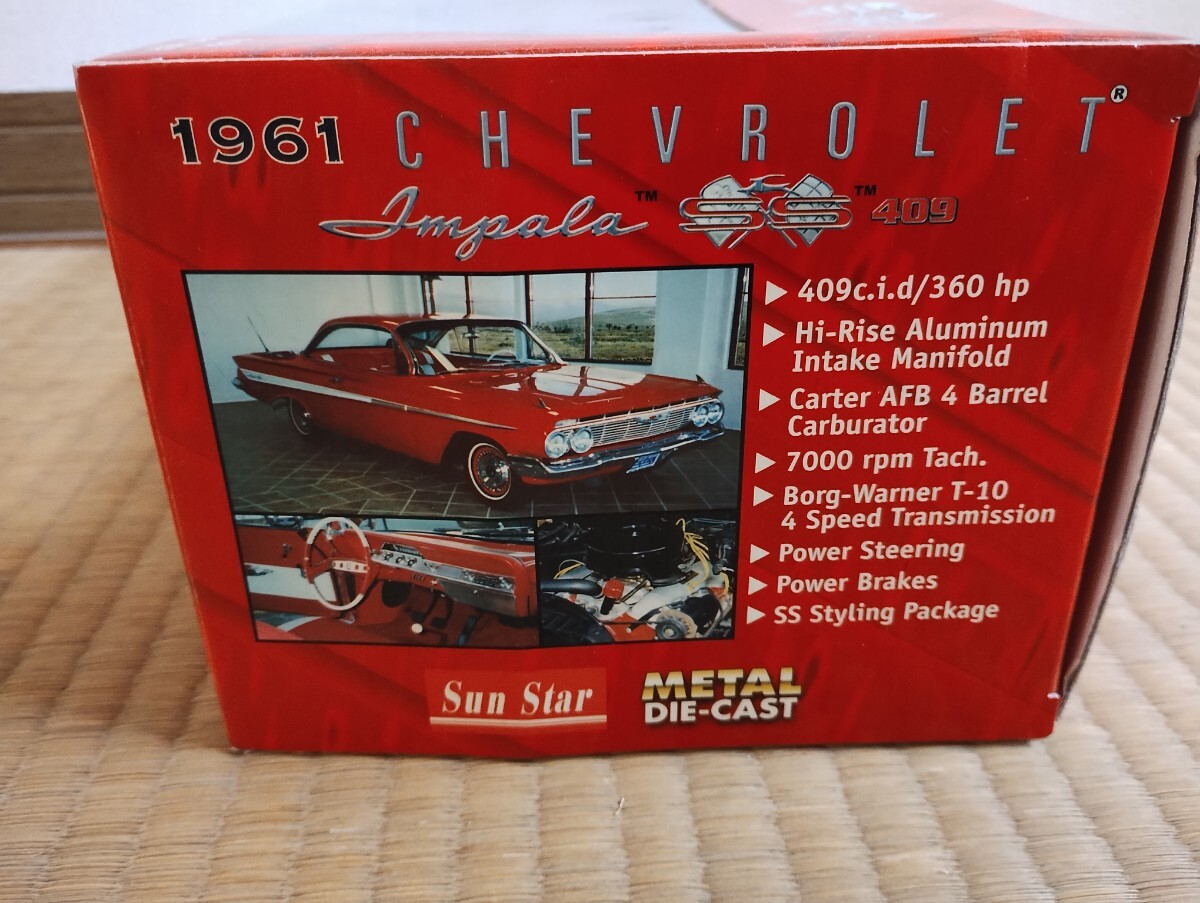 1961 CHEVROLET®
Impala™ SS™ 409
▶ 409c.i.d/360 hp
▶ Hi-Rise Aluminum
Intake Manifold
▶ Carter AFB 4 Barrel
Carburator
▶ 7000 rpm Tach.
▶ Borg-Warner T-10
4 Speed Transmission
▶ Power Steering
▶ Power Brakes
▶ SS Styling Package
Sun Star
METAL
DIE-CAST